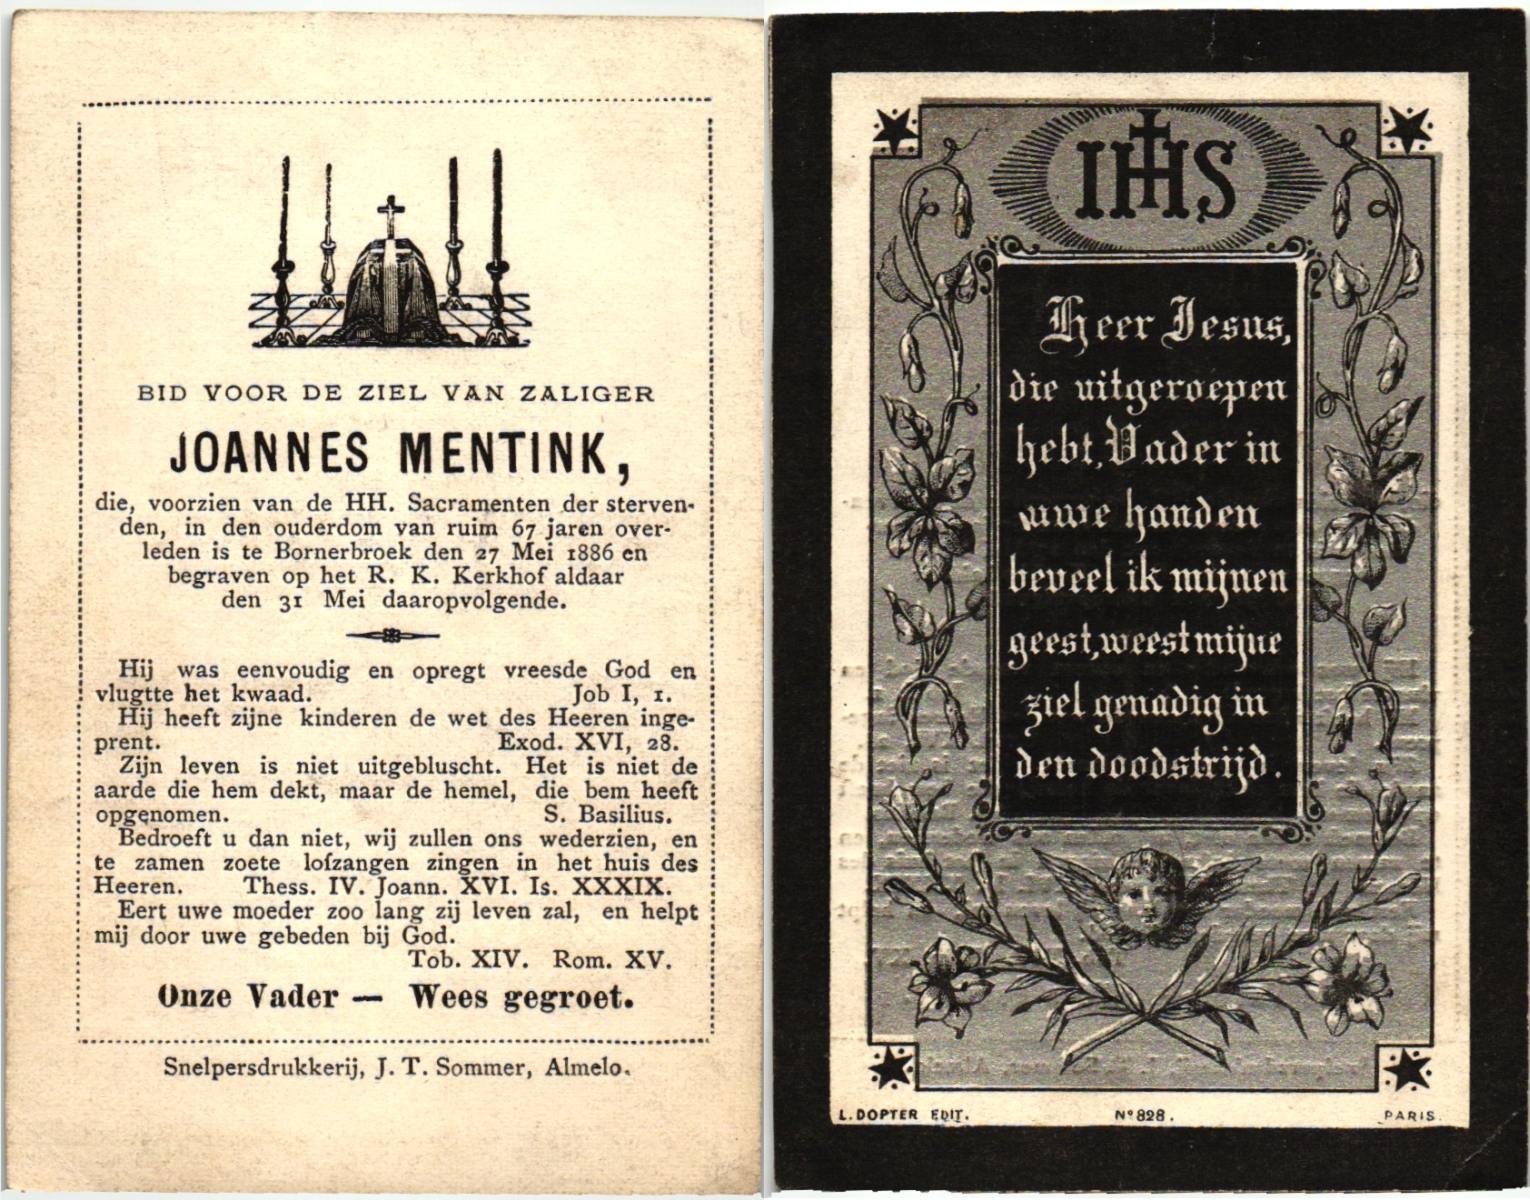 BID VOOR DE ZIEL VAN ZALIGER
JOANNES MENTINK,
die, voorzien van de HH. Sacramenten der sterven-
den, in den ouderdom van ruim 67 jaren over-
leden is te Bornerbroek den 27 Mei 1886 en
begraven op het R. K. Kerkhof aldaar
den 31 Mei daaropvolgende.
Hij was eenvoudig en opregt vreesde God en
vlugtte het kwaad. Job I, 1.
Hij heeft zijne kinderen de wet des Heeren inge-
prent. Exod. XVI, 28.
Zijn leven is niet uitgebluscht. Het is niet de
aarde die hem dekt, maar de hemel, die bem heeft
opgenomen. S. Basilius.
Bedroeft u dan niet, wij zullen ons wederzien, en
te zamen zoete lofzangen zingen in het huis des
Heeren. Thess. IV. Joann. XVI. Is. XXXIX.
Eert uwe moeder zoo lang zij leven zal, en helpt
mij door uwe gebeden bij God.
Tob. XIV. Rom. XV.
Onze Vader — Wees gegroet.
Snelpersdrukkerij, J. T. Sommer, Almelo.
IHS
Heer Jesus,
die uitgeroepen
hebt, Vader in
uwe handen
beveel ik mijnen
geest, weest mijne
ziel genadig in
den doodstrijd.
L. DOPTER EDIT. Nº 828. PARIS.